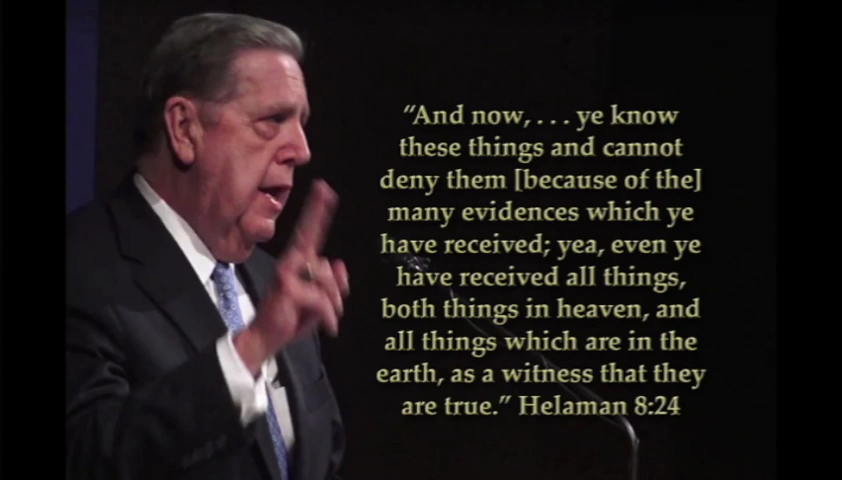 “And now, . . . ye know
these things and cannot
deny them [because of the]
many evidences which ye
have received; yea, even ye
have received all things,
both things in heaven, and
all things which are in the
earth, as a witness that they
are true.” Helaman 8:24